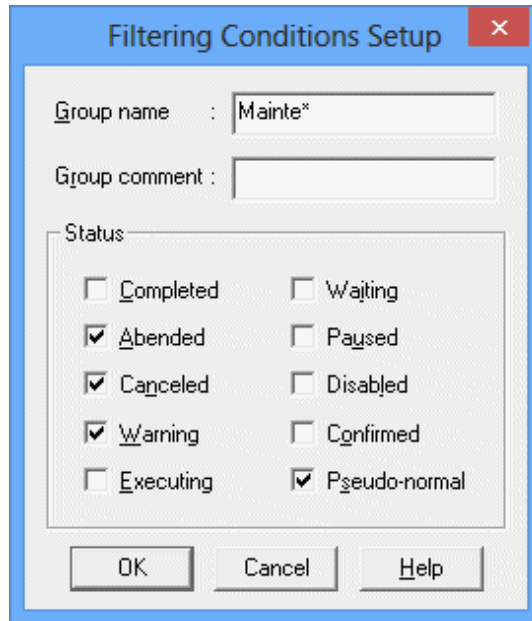 Filtering Conditions Setup
Group name : Mainte*
Group comment :
Status
Completed Waiting
Abended Paused
Canceled Disabled
Warning Confirmed
Executing Pseudo-normal
OK Cancel Help